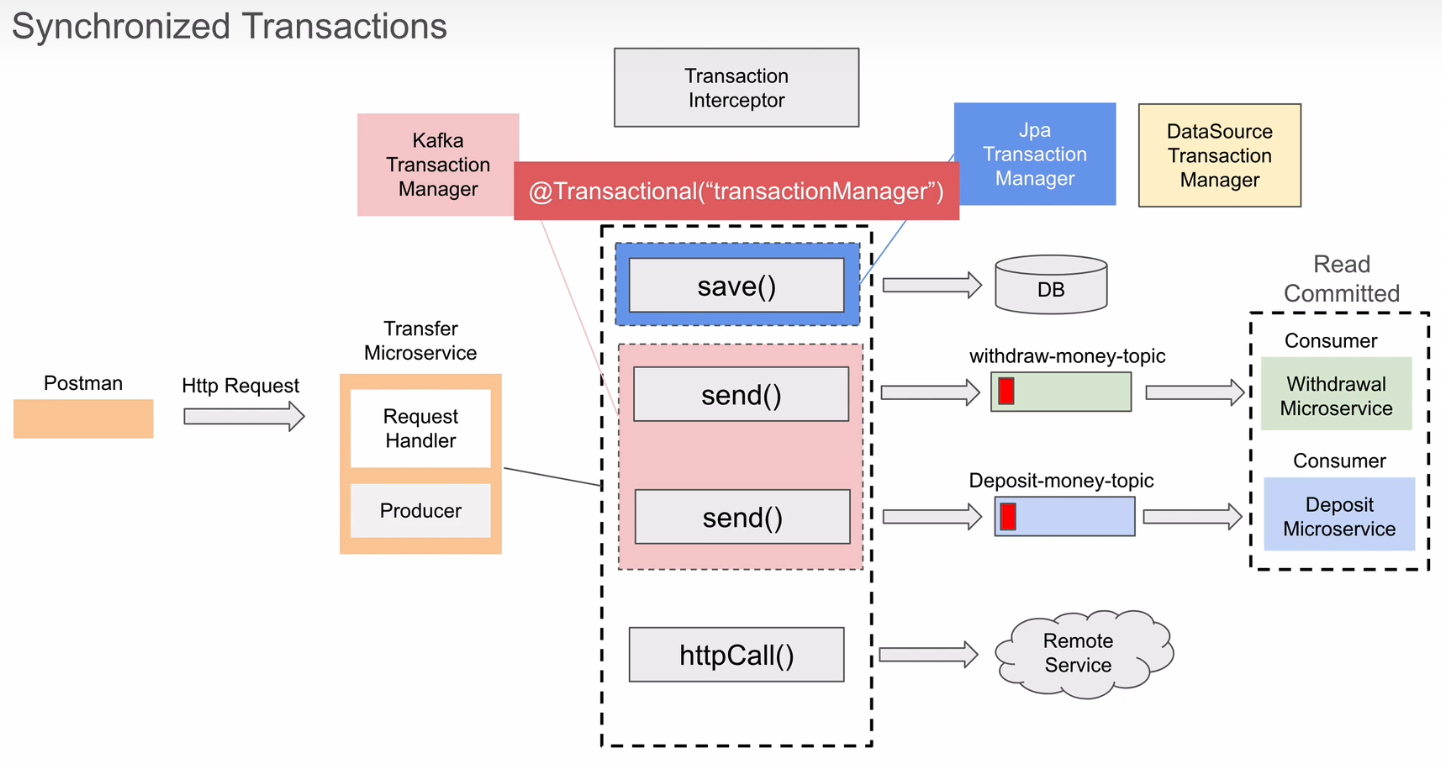 Synchronized Transactions
Transaction
Interceptor
Kafka
Transaction
Manager
@Transactional(“transactionManager”)
Jpa
Transaction
Manager
DataSource
Transaction
Manager
save()
DB
Read
Committed
Transfer
Microservice
Postman
Http Request
Request
Handler
Producer
send()
withdraw-money-topic
Consumer
Withdrawal
Microservice
send()
Deposit-money-topic
Consumer
Deposit
Microservice
httpCall()
Remote
Service